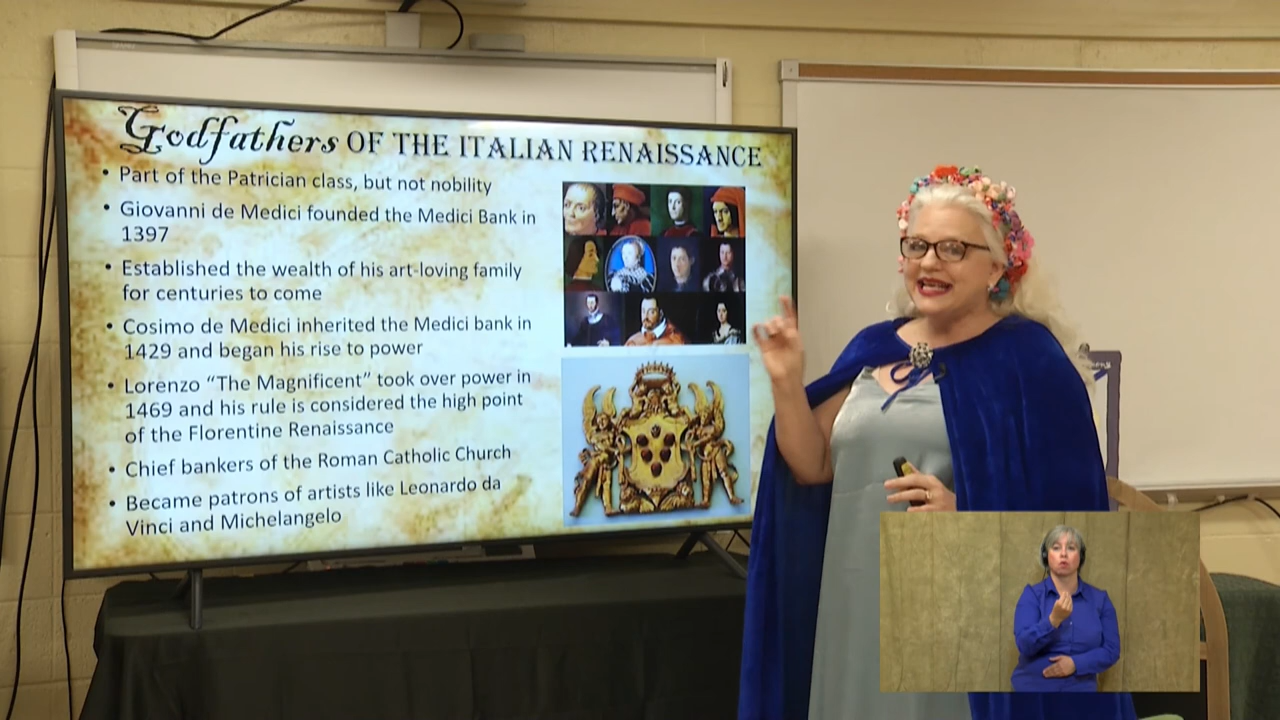 Godfathers OF THE ITALIAN RENAISSANCE
• Part of the Patrician class, but not nobility
• Giovanni de Medici founded the Medici Bank in
1397
• Established the wealth of his art-loving family
for centuries to come
• Cosimo de Medici inherited the Medici bank in
1429 and began his rise to power
• Lorenzo “The Magnificent” took over power in
1469 and his rule is considered the high point
of the Florentine Renaissance
• Chief bankers of the Roman Catholic Church
• Became patrons of artists like Leonardo da
Vinci and Michelangelo